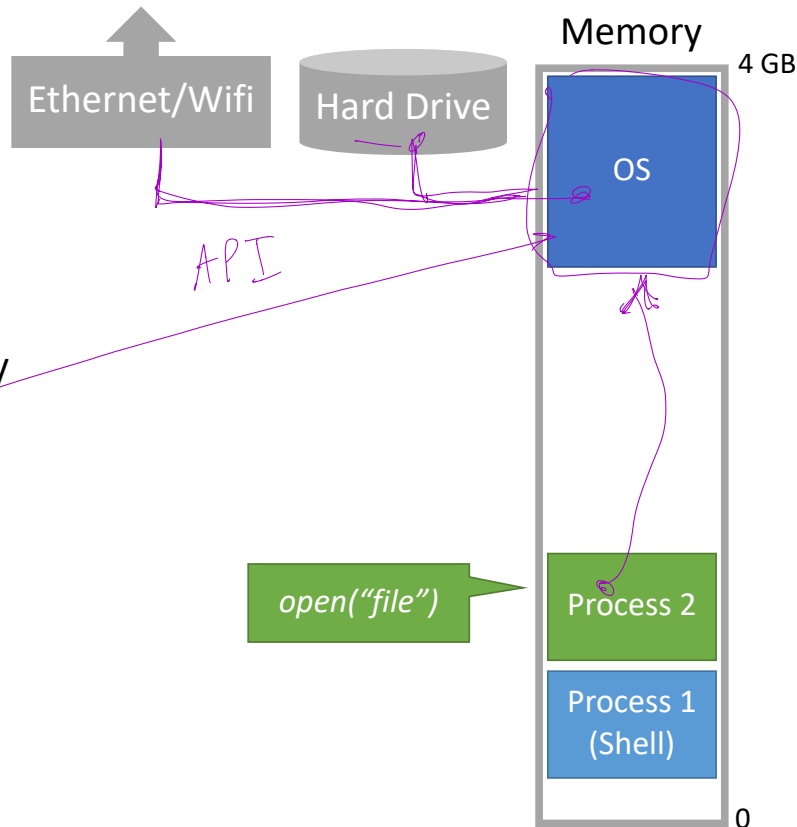 Memory
4 GB
Ethernet/Wifi
Hard Drive
OS
API
y
open(“file”)
Process 2
Process 1
(Shell)
0